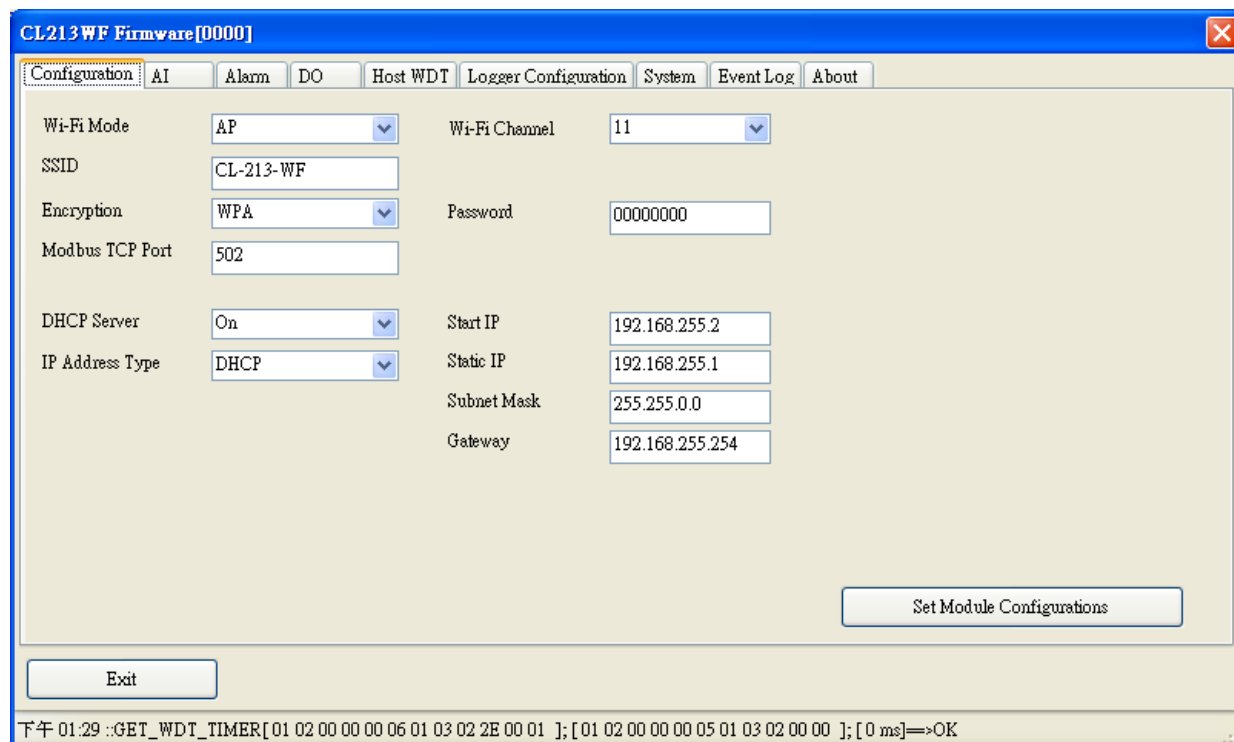 CL213WF Firmware[0000]
Configuration AI Alarm DO Host WDT Logger Configuration System Event Log About
Wi-Fi Mode AP Wi-Fi Channel 11
SSID CL-213-WF
Encryption WPA Password 00000000
Modbus TCP Port 502
DHCP Server On Start IP 192.168.255.2
IP Address Type DHCP Static IP 192.168.255.1
Subnet Mask 255.255.0.0
Gateway 192.168.255.254
Set Module Configurations
Exit
下午 01:29 ::GET_WDT_TIMER[ 01 02 00 00 00 06 01 03 02 2E 00 01 ]; [ 01 02 00 00 00 05 01 03 02 00 00 ]; [ 0 ms]==>OK